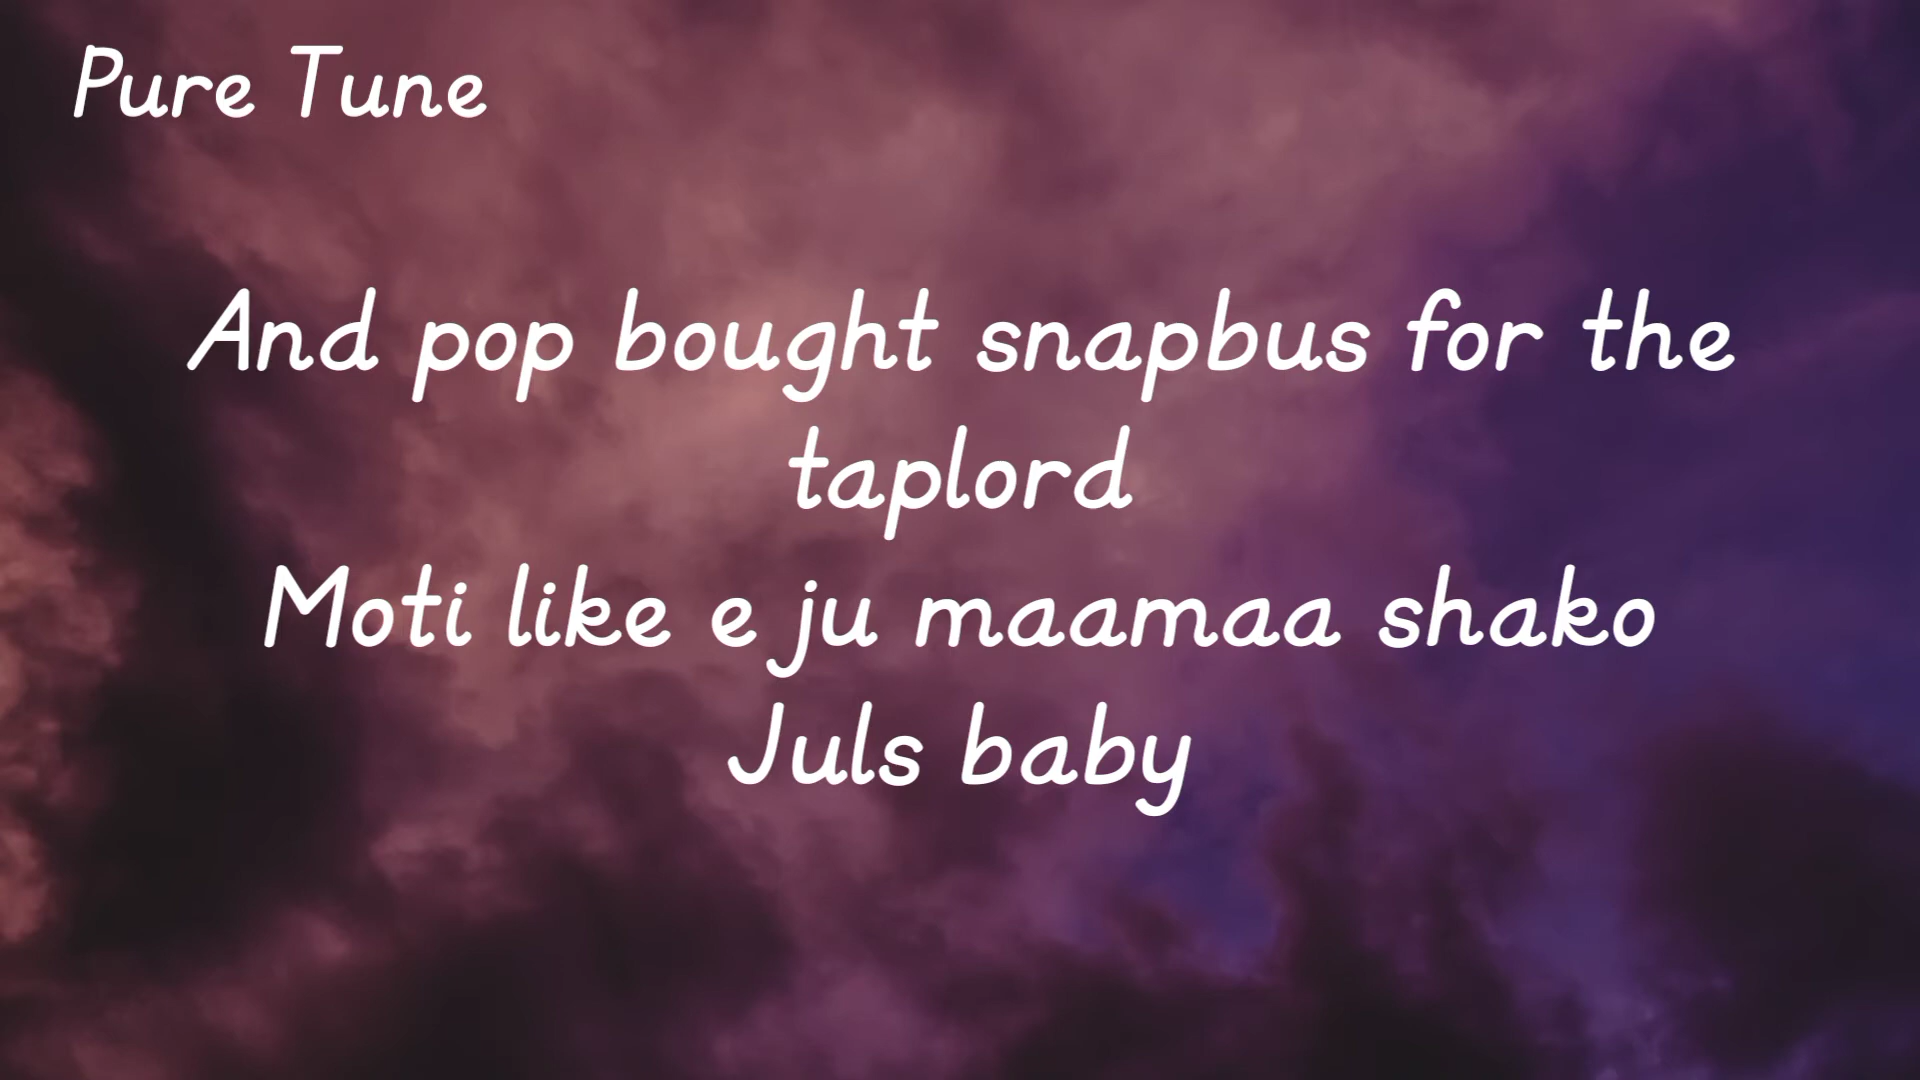 Pure Tune
And pop bought snapbus for the
taplord
Moti like e ju maamaa shako
Juls baby